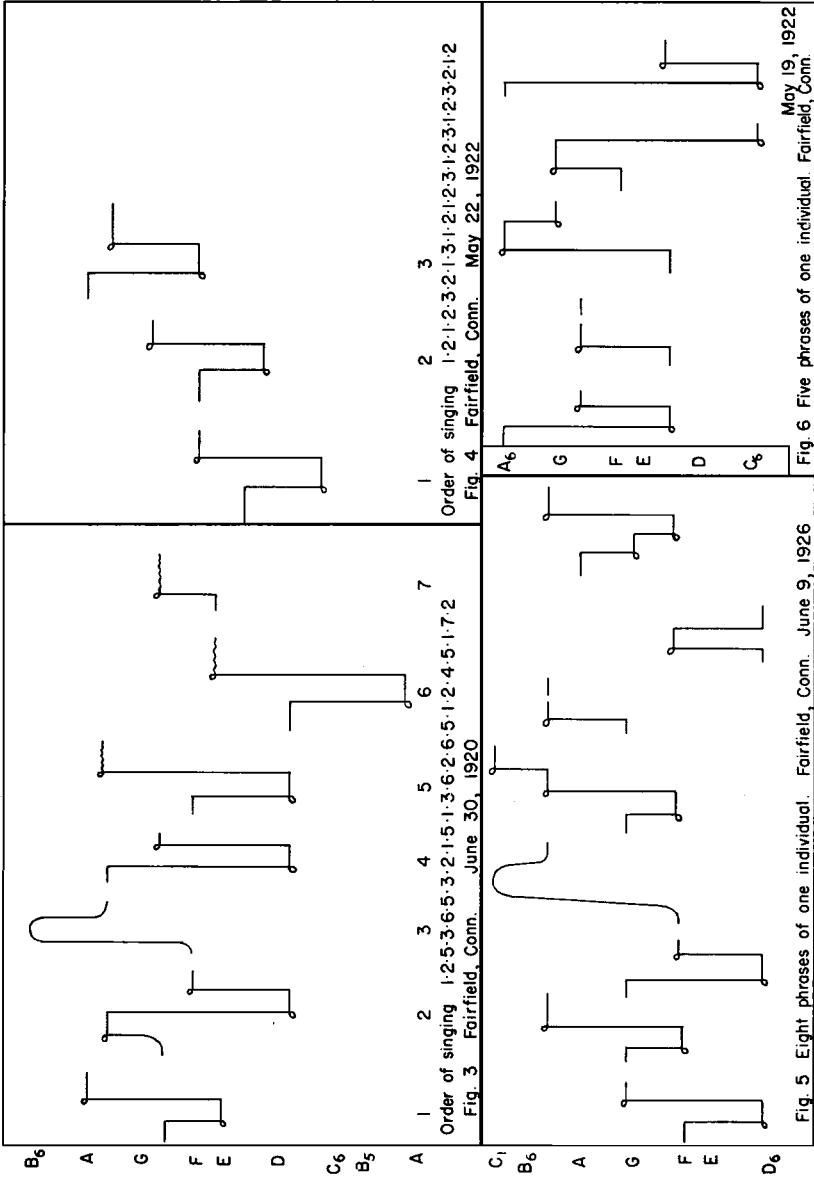 B₆
A
G
F
E
D
C₆
B₅
A
1 2 3 4 5 6 7
Order of singing 1·2·5·3·6·5·3·2·1·5·1·3·6·2·6·5·1·2·4·5·1·7·2
Fig. 3 Fairfield, Conn. June 30, 1920
1 2 3
Order of singing 1·2·1·2·3·2·1·3·1·2·1·2·3·1·2·3·1·2·3·2·1·2
Fig. 4 Fairfield, Conn. May 22, 1922
C₁
B₆
A
G
F
E
D₆
Fig. 5 Eight phrases of one individual. Fairfield, Conn. June 9, 1926
A₆
G
F
E
D
C₆
May 19, 1922
Fig. 6 Five phrases of one individual. Fairfield, Conn.